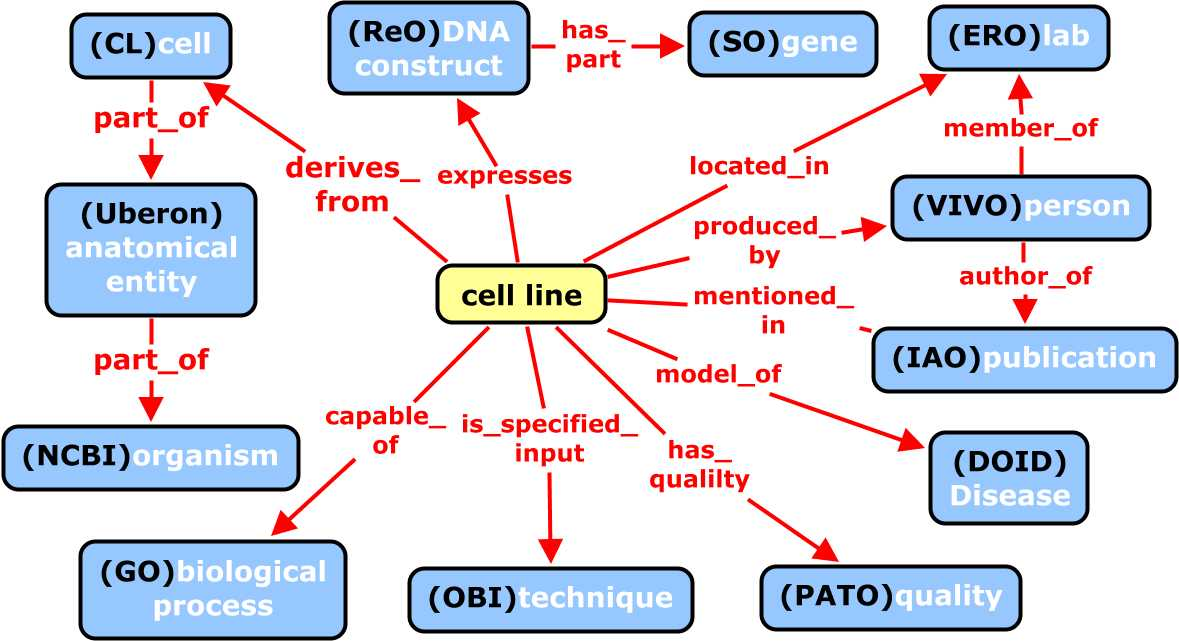 (CL)cell
(ReO)DNA
construct
has_
part
(SO)gene
(ERO)lab
part_of
derives_
from
expresses
located_in
member_of
(Uberon)
anatomical
entity
produced_
by
(VIVO)person
cell line
mentioned_
in
author_of
(IAO)publication
part_of
model_of
capable_
of
is_specified_
input
has_
qualilty
(NCBI)organism
(DOID)
Disease
(GO)biological
process
(OBI)technique
(PATO)quality